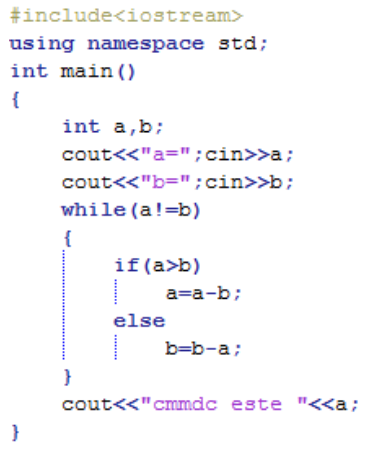 #include<iostream>
using namespace std;
int main()
{
    int a,b;
    cout<<"a=";cin>>a;
    cout<<"b=";cin>>b;
    while(a!=b)
    {
        if(a>b)
            a=a-b;
        else
            b=b-a;
    }
    cout<<"cmmdc este "<<a;
}